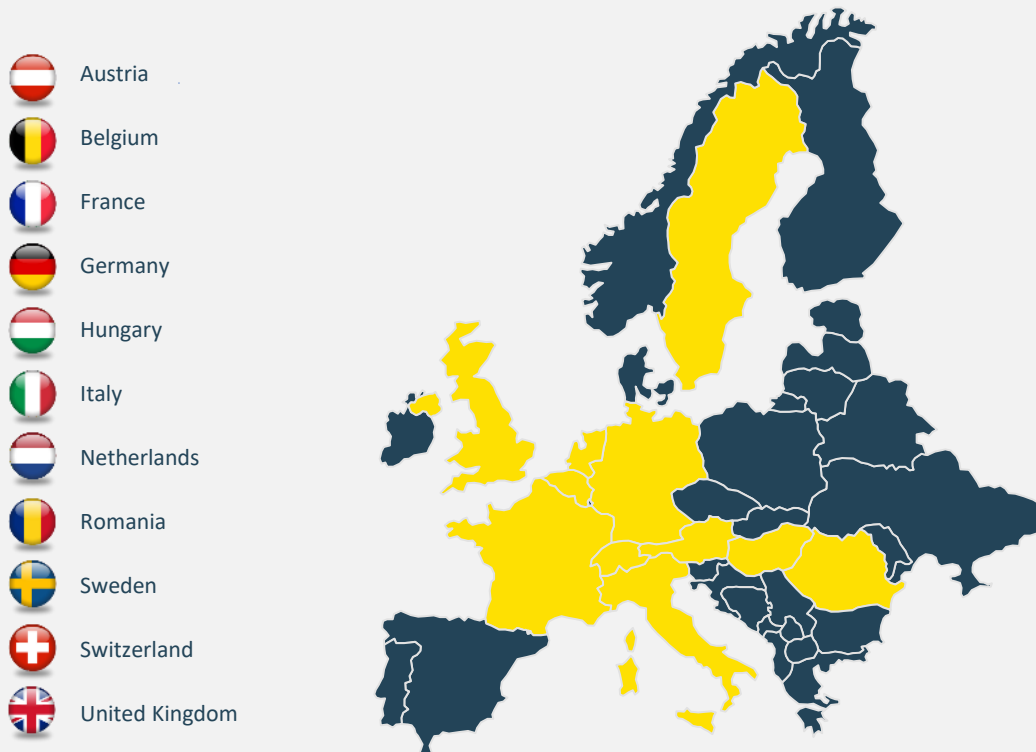 Austria
Belgium
France
Germany
Hungary
Italy
Netherlands
Romania
Sweden
Switzerland
United Kingdom